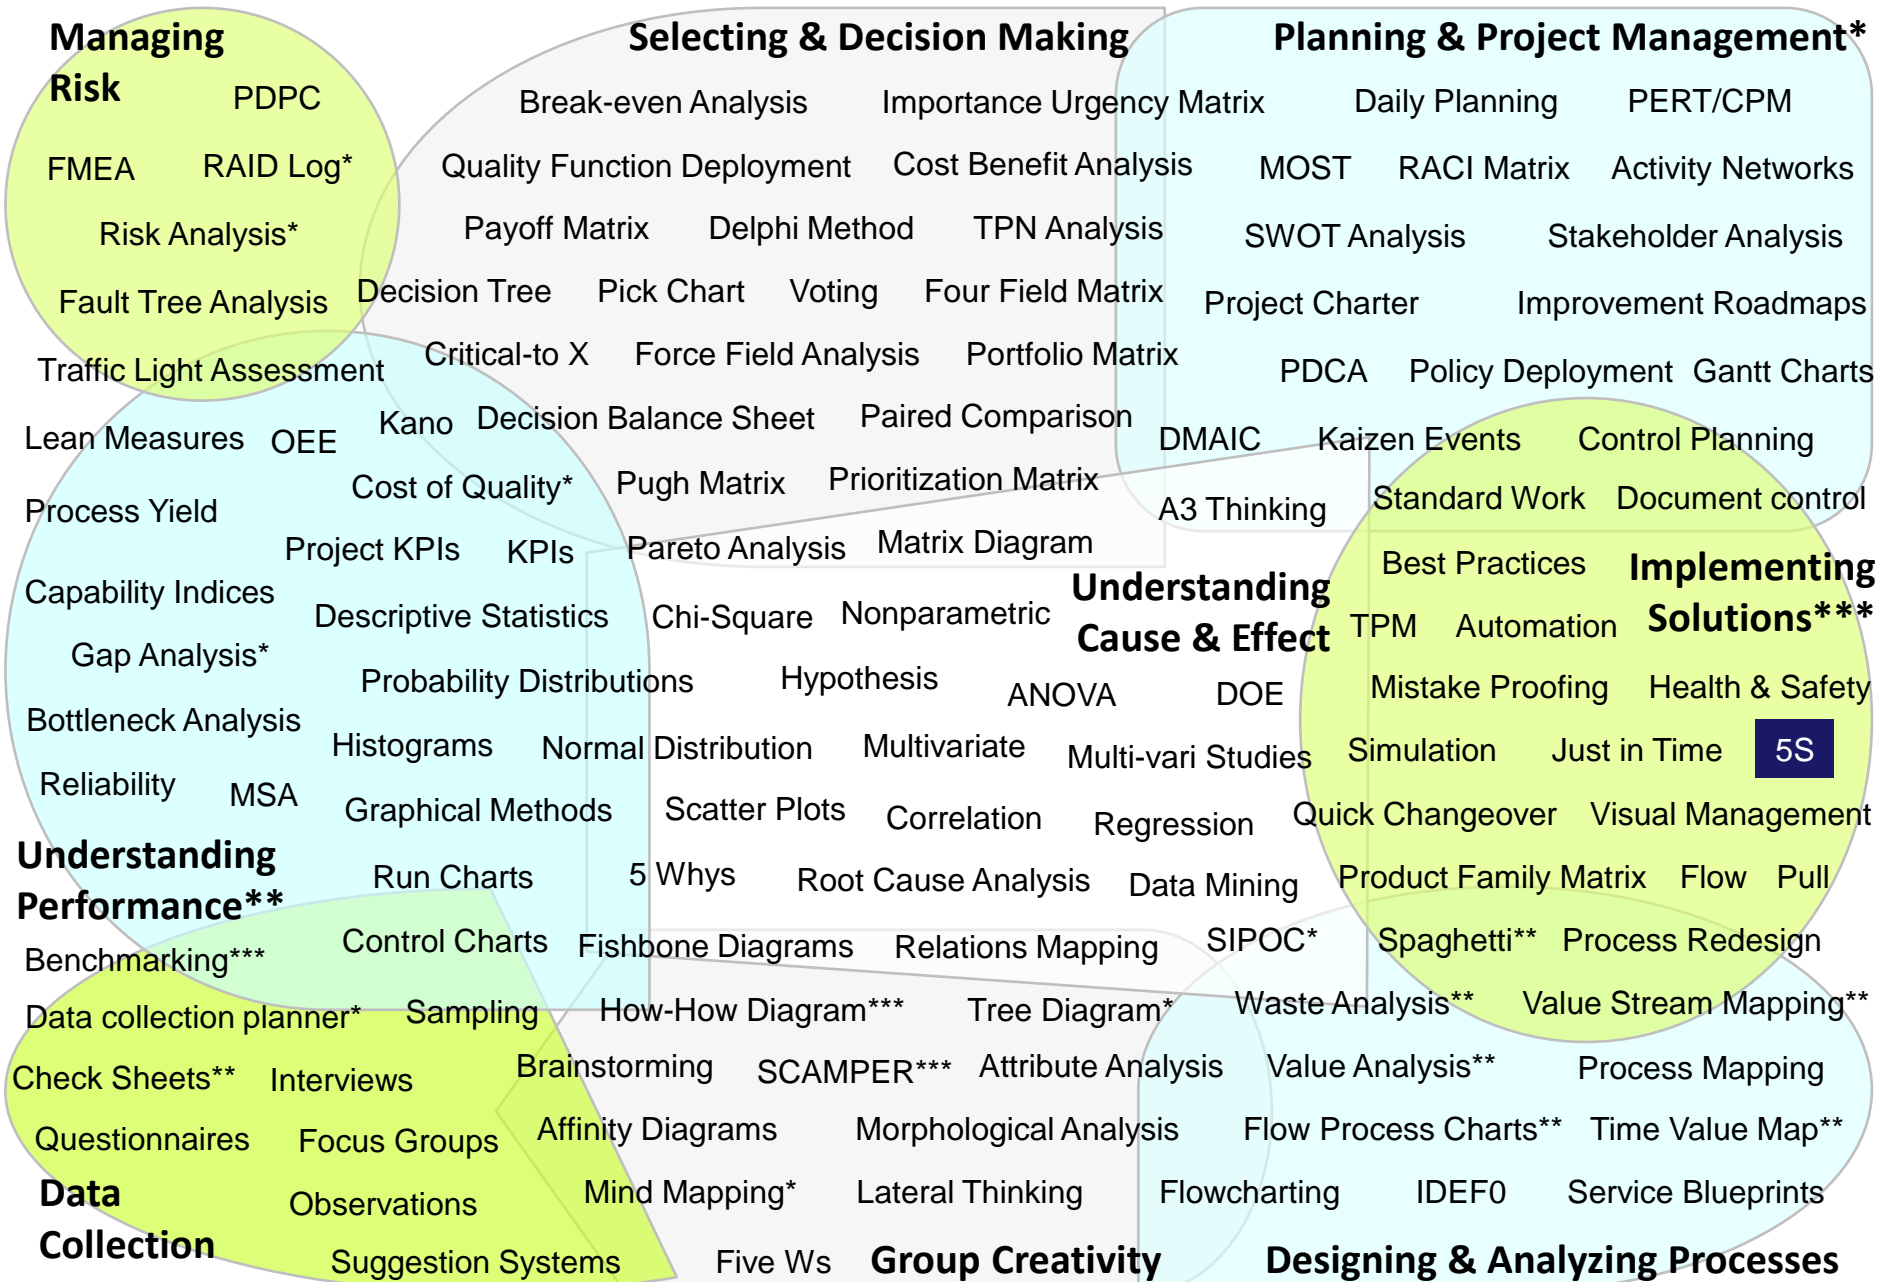 Managing
Risk
Selecting & Decision Making
Planning & Project Management*
PDPC
Break-even Analysis
Importance Urgency Matrix
Daily Planning
PERT/CPM
FMEA
RAID Log*
Quality Function Deployment
Cost Benefit Analysis
MOST
RACI Matrix
Activity Networks
Risk Analysis*
Payoff Matrix
Delphi Method
TPN Analysis
SWOT Analysis
Stakeholder Analysis
Fault Tree Analysis
Decision Tree
Pick Chart
Voting
Four Field Matrix
Project Charter
Improvement Roadmaps
Traffic Light Assessment
Critical-to X
Force Field Analysis
Portfolio Matrix
PDCA
Policy Deployment
Gantt Charts
Lean Measures
OEE
Kano
Decision Balance Sheet
Paired Comparison
DMAIC
Kaizen Events
Control Planning
Process Yield
Cost of Quality*
Pugh Matrix
Prioritization Matrix
A3 Thinking
Standard Work
Document control
Project KPIs
KPIs
Pareto Analysis
Matrix Diagram
Best Practices
Implementing
Solutions***
Understanding
Cause & Effect
Capability Indices
Descriptive Statistics
Chi-Square
Nonparametric
TPM
Automation
Gap Analysis*
Probability Distributions
Hypothesis
ANOVA
DOE
Mistake Proofing
Health & Safety
Bottleneck Analysis
Histograms
Normal Distribution
Multivariate
Multi-vari Studies
Simulation
Just in Time
5S
Reliability
MSA
Graphical Methods
Scatter Plots
Correlation
Regression
Quick Changeover
Visual Management
Understanding
Performance**
Run Charts
5 Whys
Root Cause Analysis
Data Mining
Product Family Matrix
Flow
Pull
Benchmarking***
Control Charts
Fishbone Diagrams
Relations Mapping
SIPOC*
Spaghetti**
Process Redesign
Data collection planner*
Sampling
How-How Diagram***
Tree Diagram*
Waste Analysis**
Value Stream Mapping**
Check Sheets**
Interviews
Brainstorming
SCAMPER***
Attribute Analysis
Value Analysis**
Process Mapping
Questionnaires
Focus Groups
Affinity Diagrams
Morphological Analysis
Flow Process Charts**
Time Value Map**
Data
Collection
Observations
Mind Mapping*
Lateral Thinking
Flowcharting
IDEF0
Service Blueprints
Suggestion Systems
Five Ws
Group Creativity
Designing & Analyzing Processes